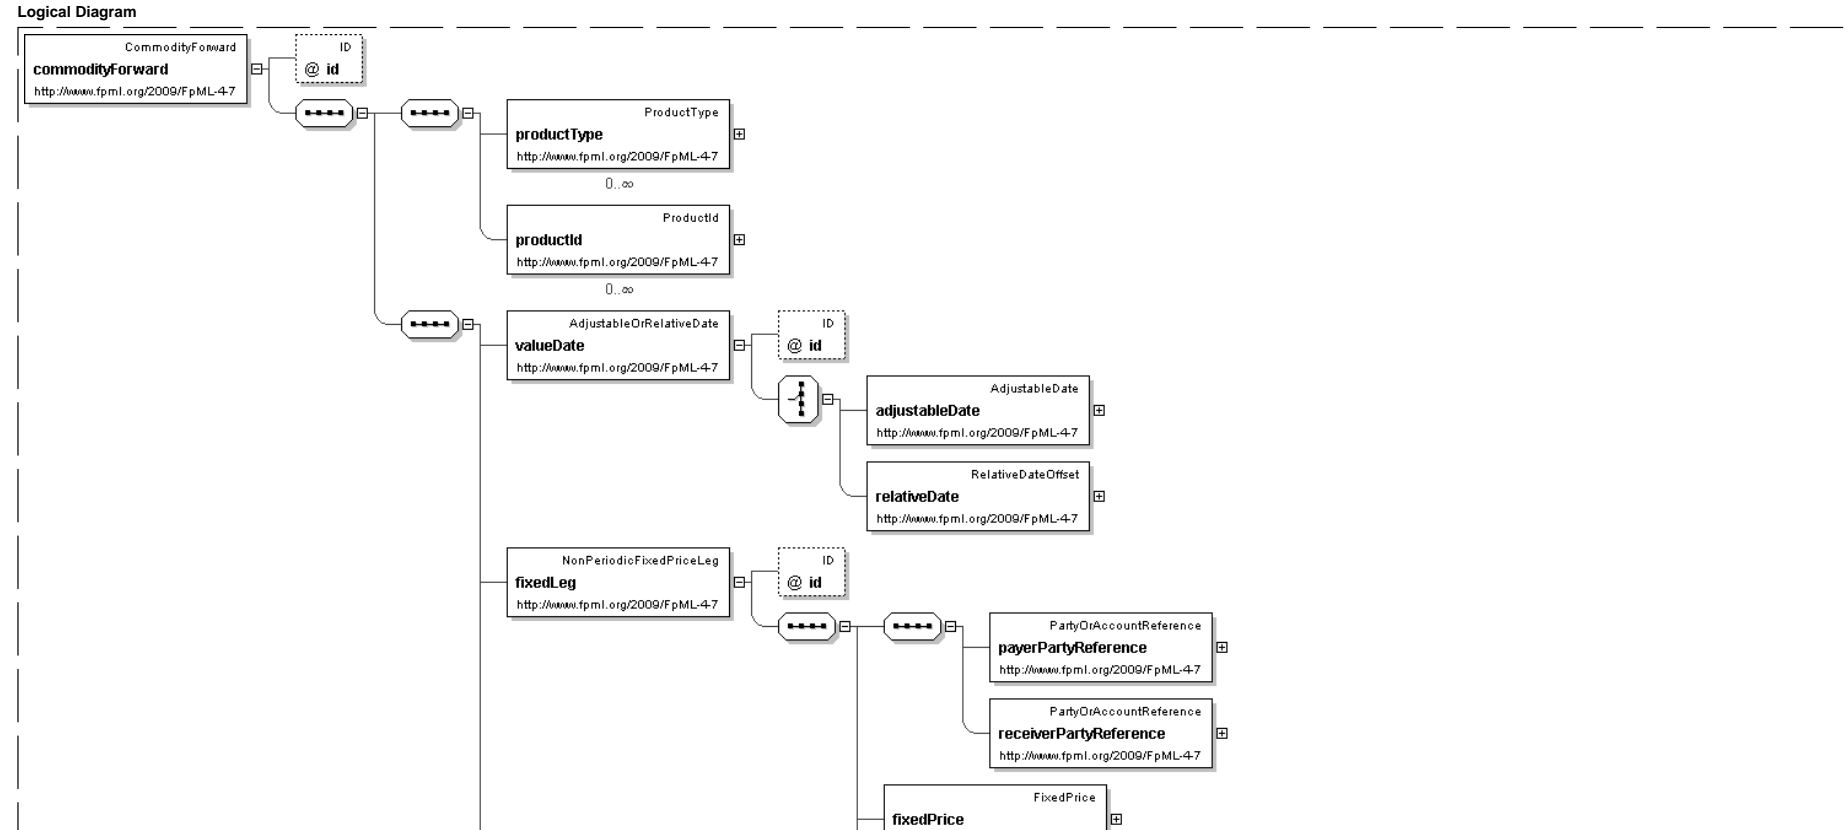 Logical Diagram
CommodityForward
commodityForward
http://www.fpml.org/2009/FpML-4-7
ID
@ id
ProductType
productType
http://www.fpml.org/2009/FpML-4-7
0..∞
ProductId
productId
http://www.fpml.org/2009/FpML-4-7
0..∞
AdjustableOrRelativeDate
valueDate
http://www.fpml.org/2009/FpML-4-7
ID
@ id
AdjustableDate
adjustableDate
http://www.fpml.org/2009/FpML-4-7
RelativeDateOffset
relativeDate
http://www.fpml.org/2009/FpML-4-7
NonPeriodicFixedPriceLeg
fixedLeg
http://www.fpml.org/2009/FpML-4-7
ID
@ id
PartyOrAccountReference
payerPartyReference
http://www.fpml.org/2009/FpML-4-7
PartyOrAccountReference
receiverPartyReference
http://www.fpml.org/2009/FpML-4-7
FixedPrice
fixedPrice